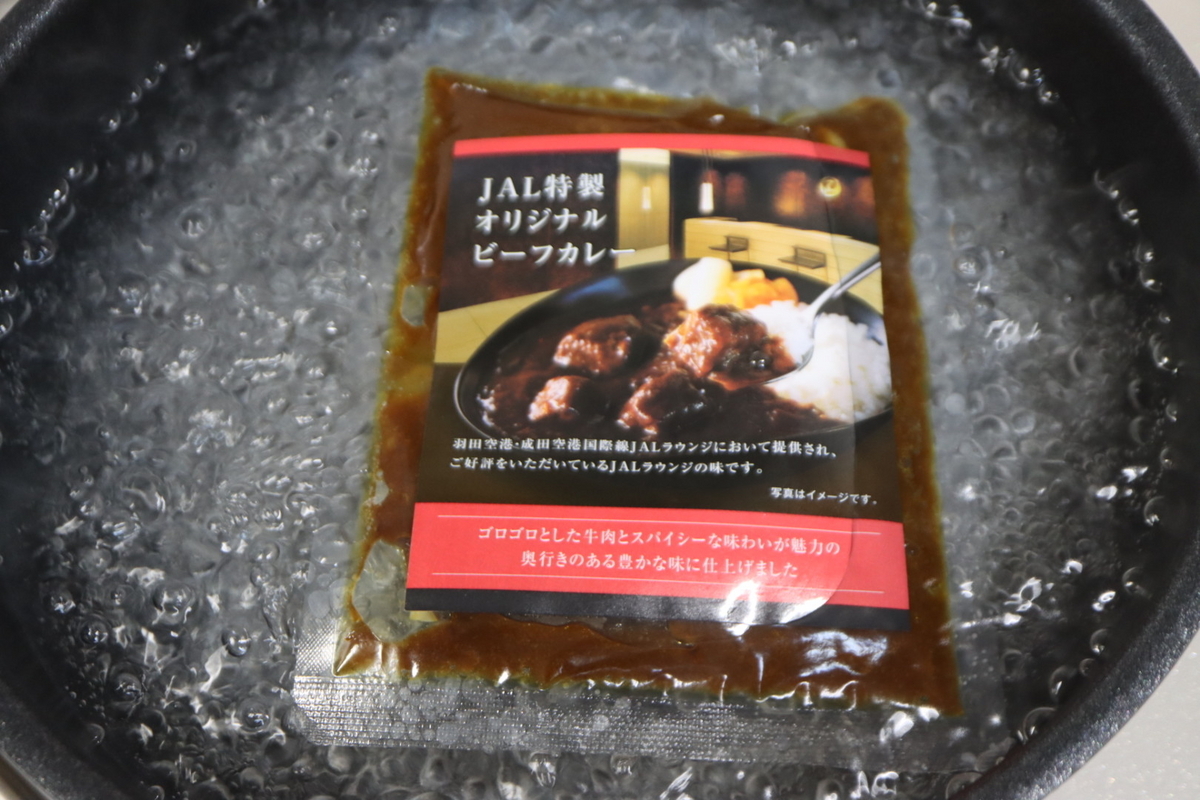 JAL特製
オリジナル
ビーフカレー
羽田空港・成田空港国際線JALラウンジにおいて提供され、
ご好評をいただいているJALラウンジの味です。
写真はイメージです。
ゴロゴロとした牛肉とスパイシーな味わいが魅力の
奥行きのある豊かな味に仕上げました